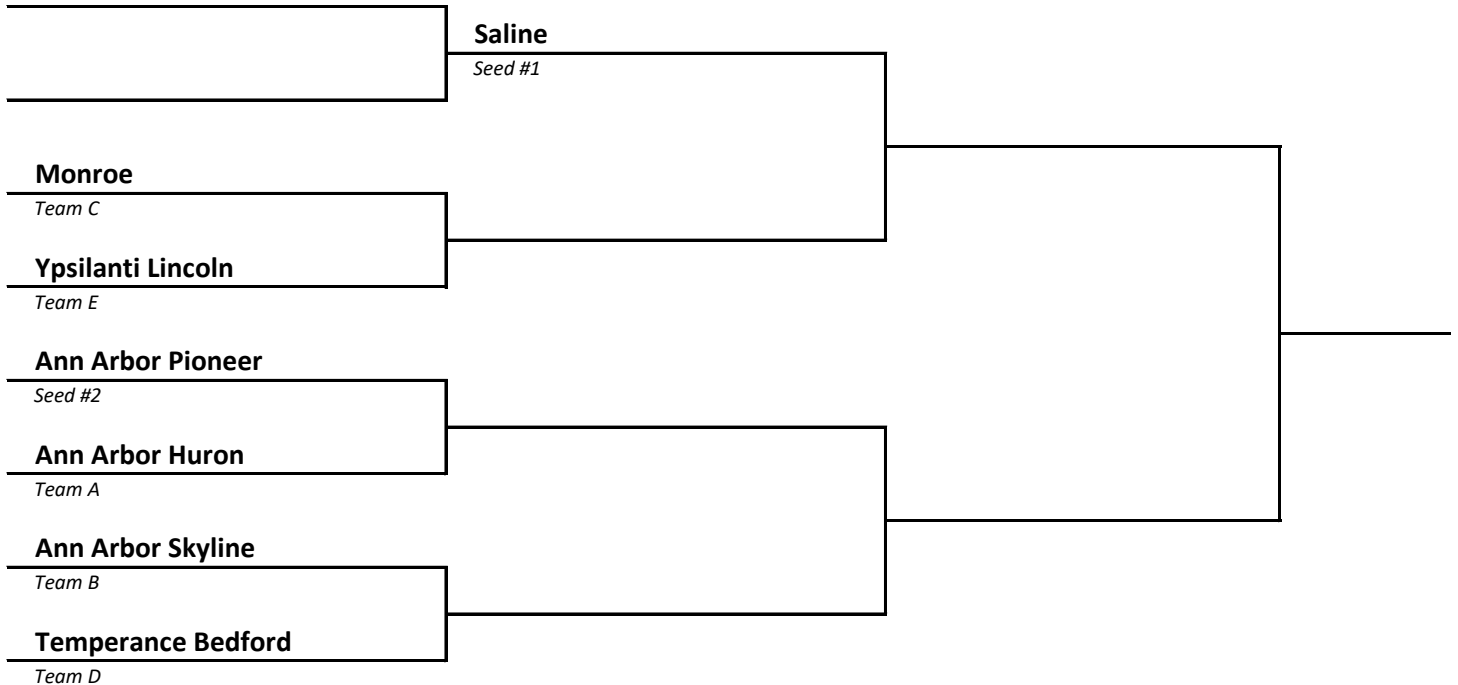 Saline
Seed #1
Monroe
Team C
Ypsilanti Lincoln
Team E
Ann Arbor Pioneer
Seed #2
Ann Arbor Huron
Team A
Ann Arbor Skyline
Team B
Temperance Bedford
Team D